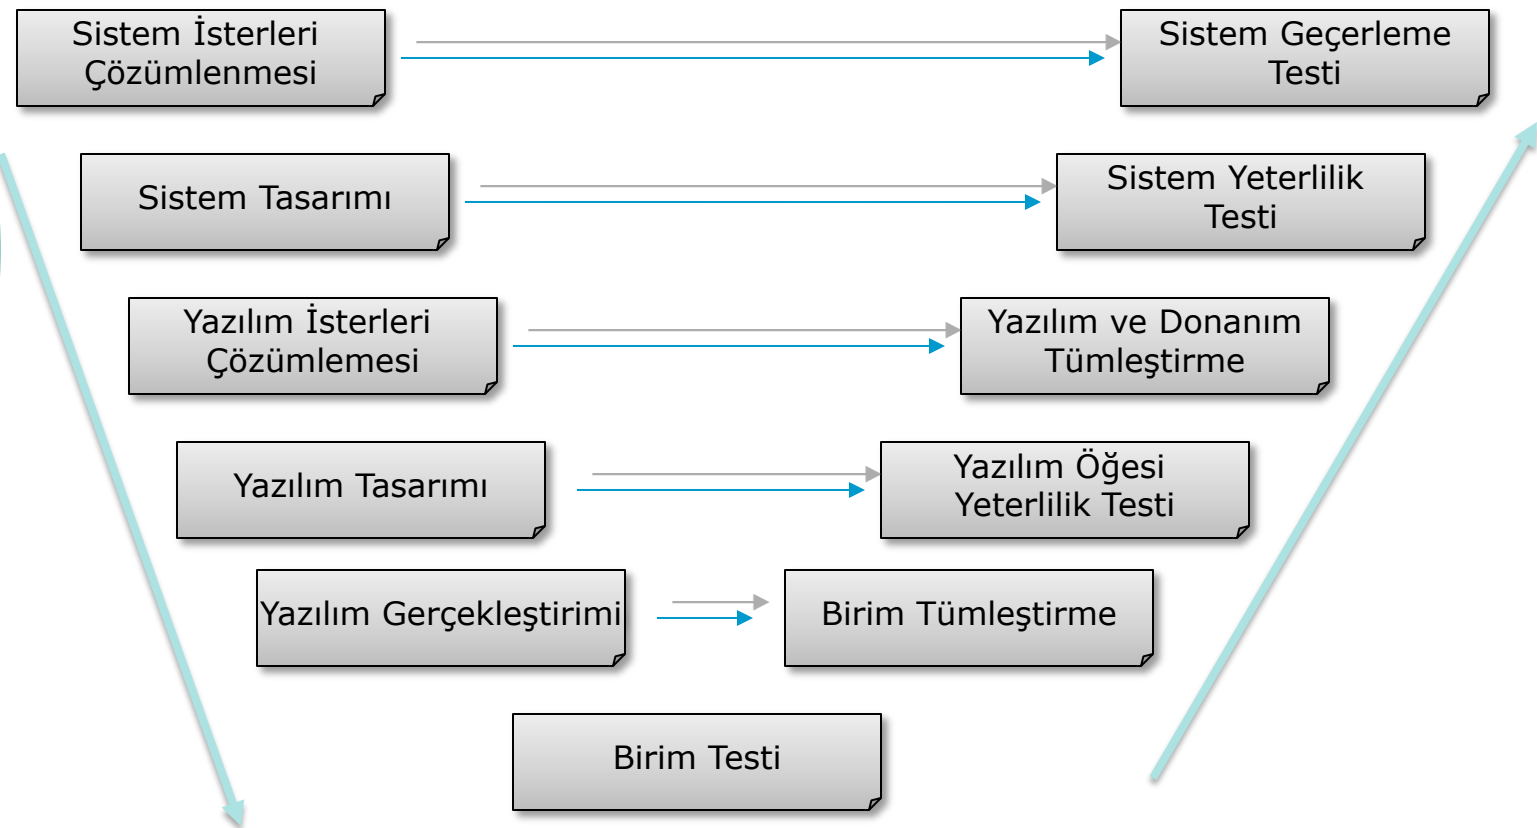 Sistem İsterleri
Çözümlenmesi
Sistem Geçerleme
Testi
Sistem Tasarımı
Sistem Yeterlilik
Testi
Yazılım İsterleri
Çözümlemesi
Yazılım ve Donanım
Tümleştirme
Yazılım Tasarımı
Yazılım Öğesi
Yeterlilik Testi
Yazılım Gerçekleştirimi
Birim Tümleştirme
Birim Testi